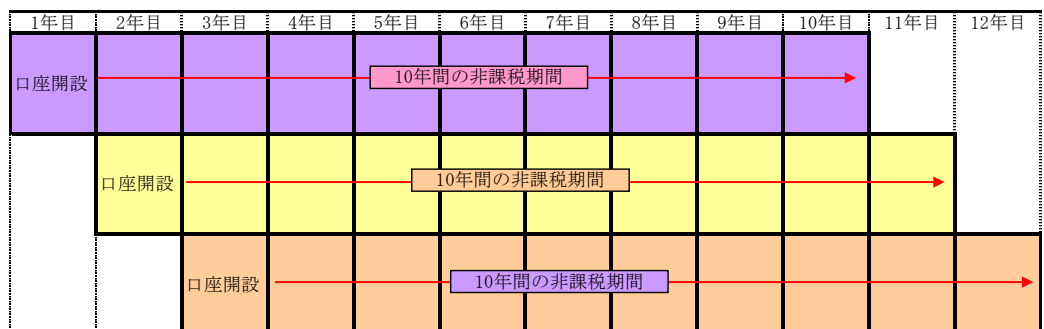 1年目 2年目 3年目 4年目 5年目 6年目 7年目 8年目 9年目 10年目 11年目 12年目
口座開設 10年間の非課税期間
口座開設 10年間の非課税期間
口座開設 10年間の非課税期間